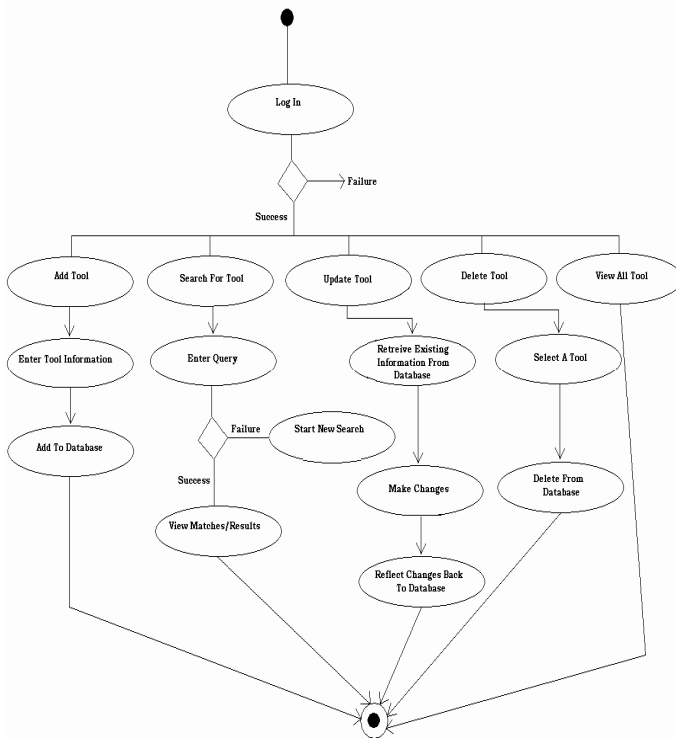 Log In
Failure
Success
Add Tool
Search For Tool
Update Tool
Delete Tool
View All Tool
Enter Tool Information
Enter Query
Retreive Existing
Information From
Database
Select A Tool
Failure
Start New Search
Add To Database
Success
Make Changes
Delete From
Database
View Matches/Results
Reflect Changes Back
To Database